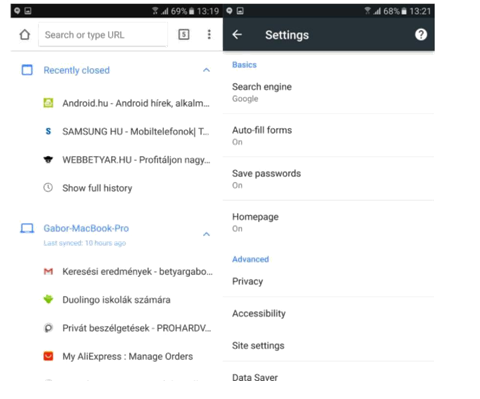 69% 13:19
Search or type URL
5
Recently closed
Android.hu - Android hírek, alkalm...
SAMSUNG HU - Mobiltelefonok| T...
WEBBETYAR.HU - Profitáljon nagy...
Show full history
Gabor-MacBook-Pro
Last synced: 10 hours ago
Keresési eredmények - betyargabo...
Duolingo iskolák számára
Privát beszélgetések - PROHARDV...
My AliExpress : Manage Orders
68% 13:21
Settings
?
Basics
Search engine
Google
Auto-fill forms
On
Save passwords
On
Homepage
On
Advanced
Privacy
Accessibility
Site settings
Data Saver